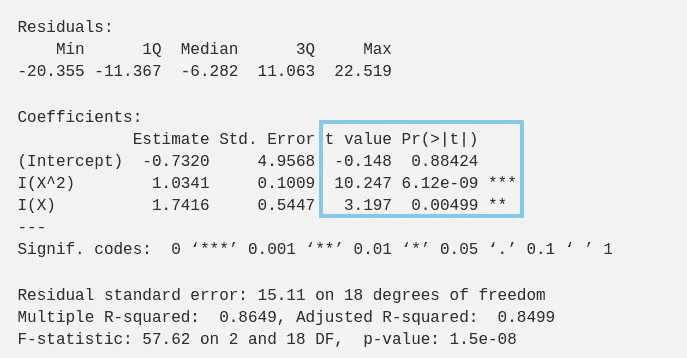 Residuals:
    Min      1Q  Median      3Q     Max
-20.355 -11.367  -6.282  11.063  22.519
Coefficients:
            Estimate Std. Error t value Pr(>|t|)
(Intercept)  -0.7320     4.9568  -0.148  0.88424
I(X^2)        1.0341     0.1009  10.247 6.12e-09 ***
I(X)          1.7416     0.5447   3.197  0.00499 **
---
Signif. codes:  0 ‘***’ 0.001 ‘**’ 0.01 ‘*’ 0.05 ‘.’ 0.1 ‘ ’ 1
Residual standard error: 15.11 on 18 degrees of freedom
Multiple R-squared:  0.8649, Adjusted R-squared:  0.8499
F-statistic: 57.62 on 2 and 18 DF,  p-value: 1.5e-08